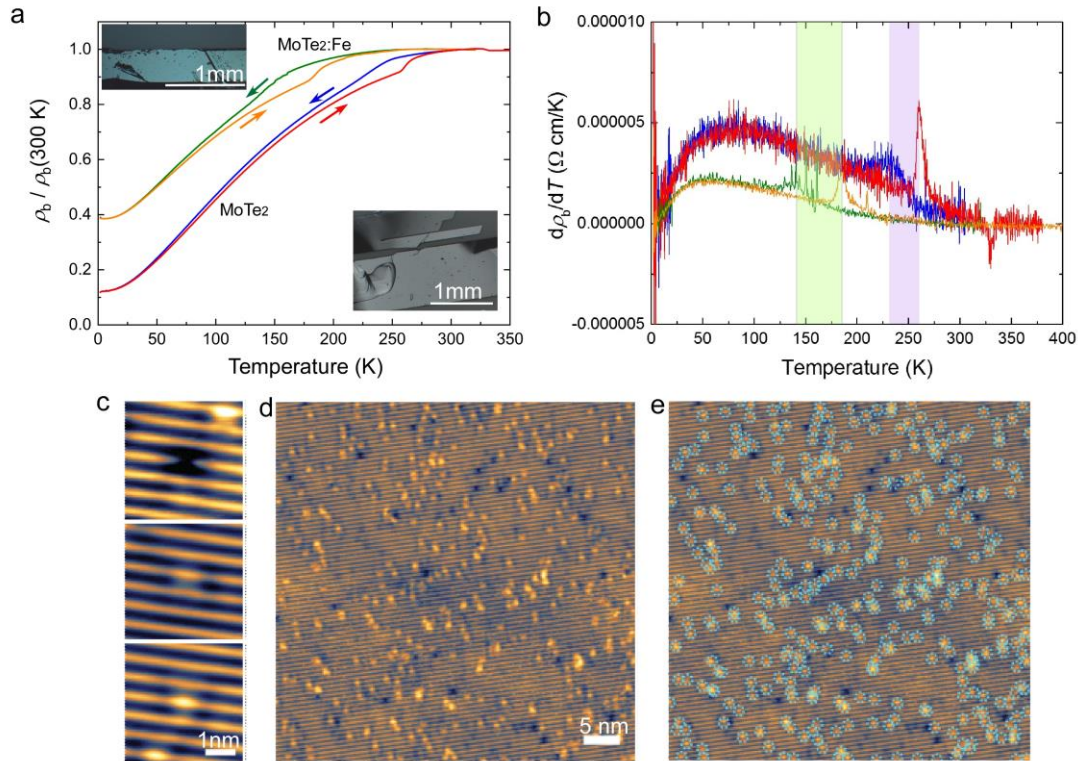 a
1.0
0.8
0.6
0.4
0.2
0.0
ρb / ρb(300 K)
1mm
MoTe2:Fe
MoTe2
1mm
0 50 100 150 200 250 300 350
Temperature (K)
b
0.000010
0.000005
0.000000
-0.000005
dρb/dT (Ω cm/K)
0 50 100 150 200 250 300 350 400
Temperature (K)
c
1nm
d
5 nm
e